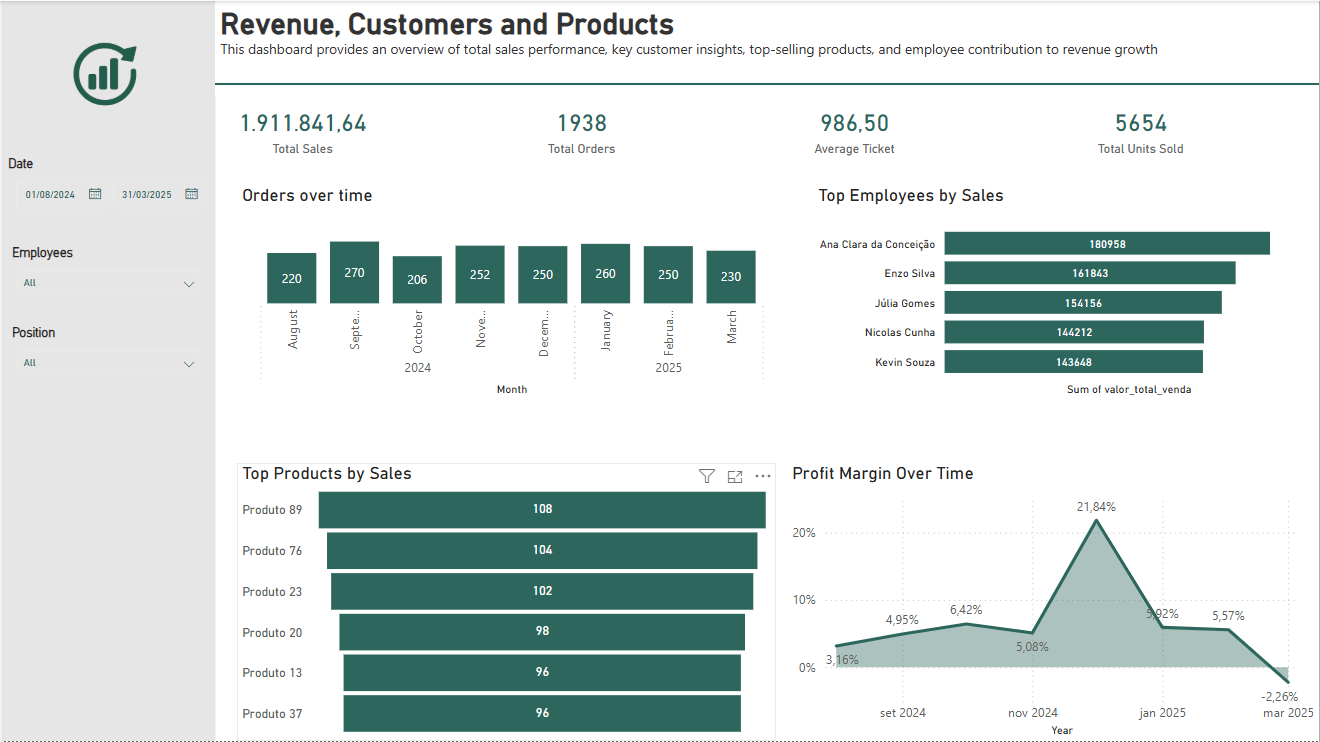 Revenue, Customers and Products
This dashboard provides an overview of total sales performance, key customer insights, top-selling products, and employee contribution to revenue growth
Date
01/08/2024 31/03/2025
Employees
All
Position
All
1.911.841,64
Total Sales
1938
Total Orders
986,50
Average Ticket
5654
Total Units Sold
Orders over time
220 270 206 252 250 260 250 230
August Septe... October Nove... Decem... January Februa... March
2024 2025
Month
Top Employees by Sales
Ana Clara da Conceição 180958
Enzo Silva 161843
Júlia Gomes 154156
Nicolas Cunha 144212
Kevin Souza 143648
Sum of valor_total_venda
Top Products by Sales
Produto 89 108
Produto 76 104
Produto 23 102
Produto 20 98
Produto 13 96
Produto 37 96
Profit Margin Over Time
20%
10%
0%
3,16% 4,95% 6,42% 5,08% 21,84% 5,92% 5,57% -2,26%
set 2024 nov 2024 jan 2025 mar 2025
Year